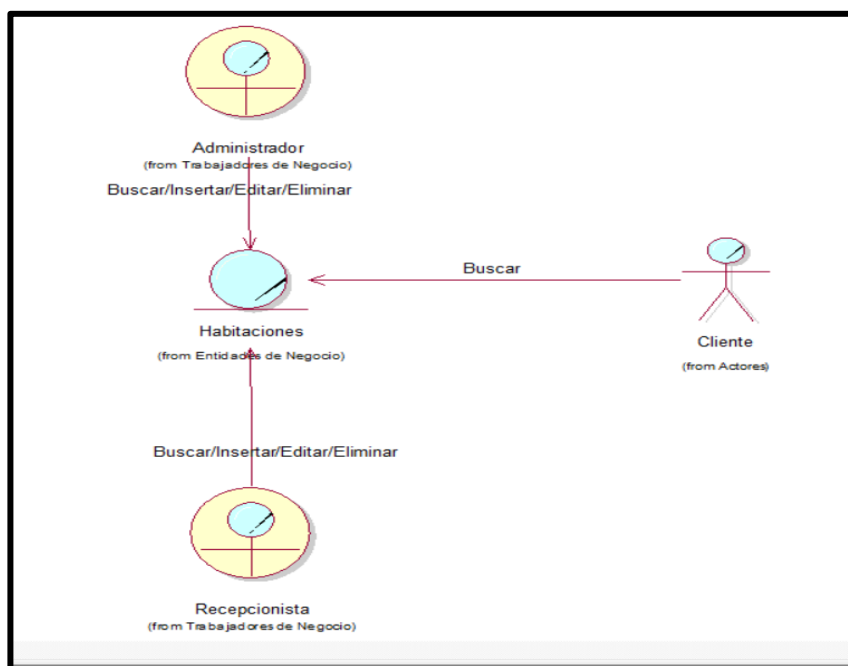 Administrador
(from Trabajadores de Negocio)
Buscar/Insertar/Editar/Eliminar
Buscar
Habitaciones
(from Entidades de Negocio)
Cliente
(from Actores)
Buscar/Insertar/Editar/Eliminar
Recepcionista
(from Trabajadores de Negocio)